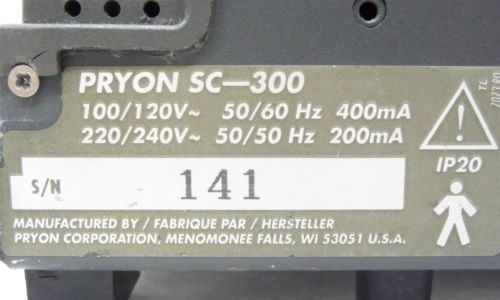 PRYON SC—300
100/120V~ 50/60 Hz 400mA
220/240V~ 50/50 Hz 200mA
IP20
S/N 141
MANUFACTURED BY / FABRIQUE PAR / HERSTELLER
PRYON CORPORATION, MENOMONEE FALLS, WI 53051 U.S.A.